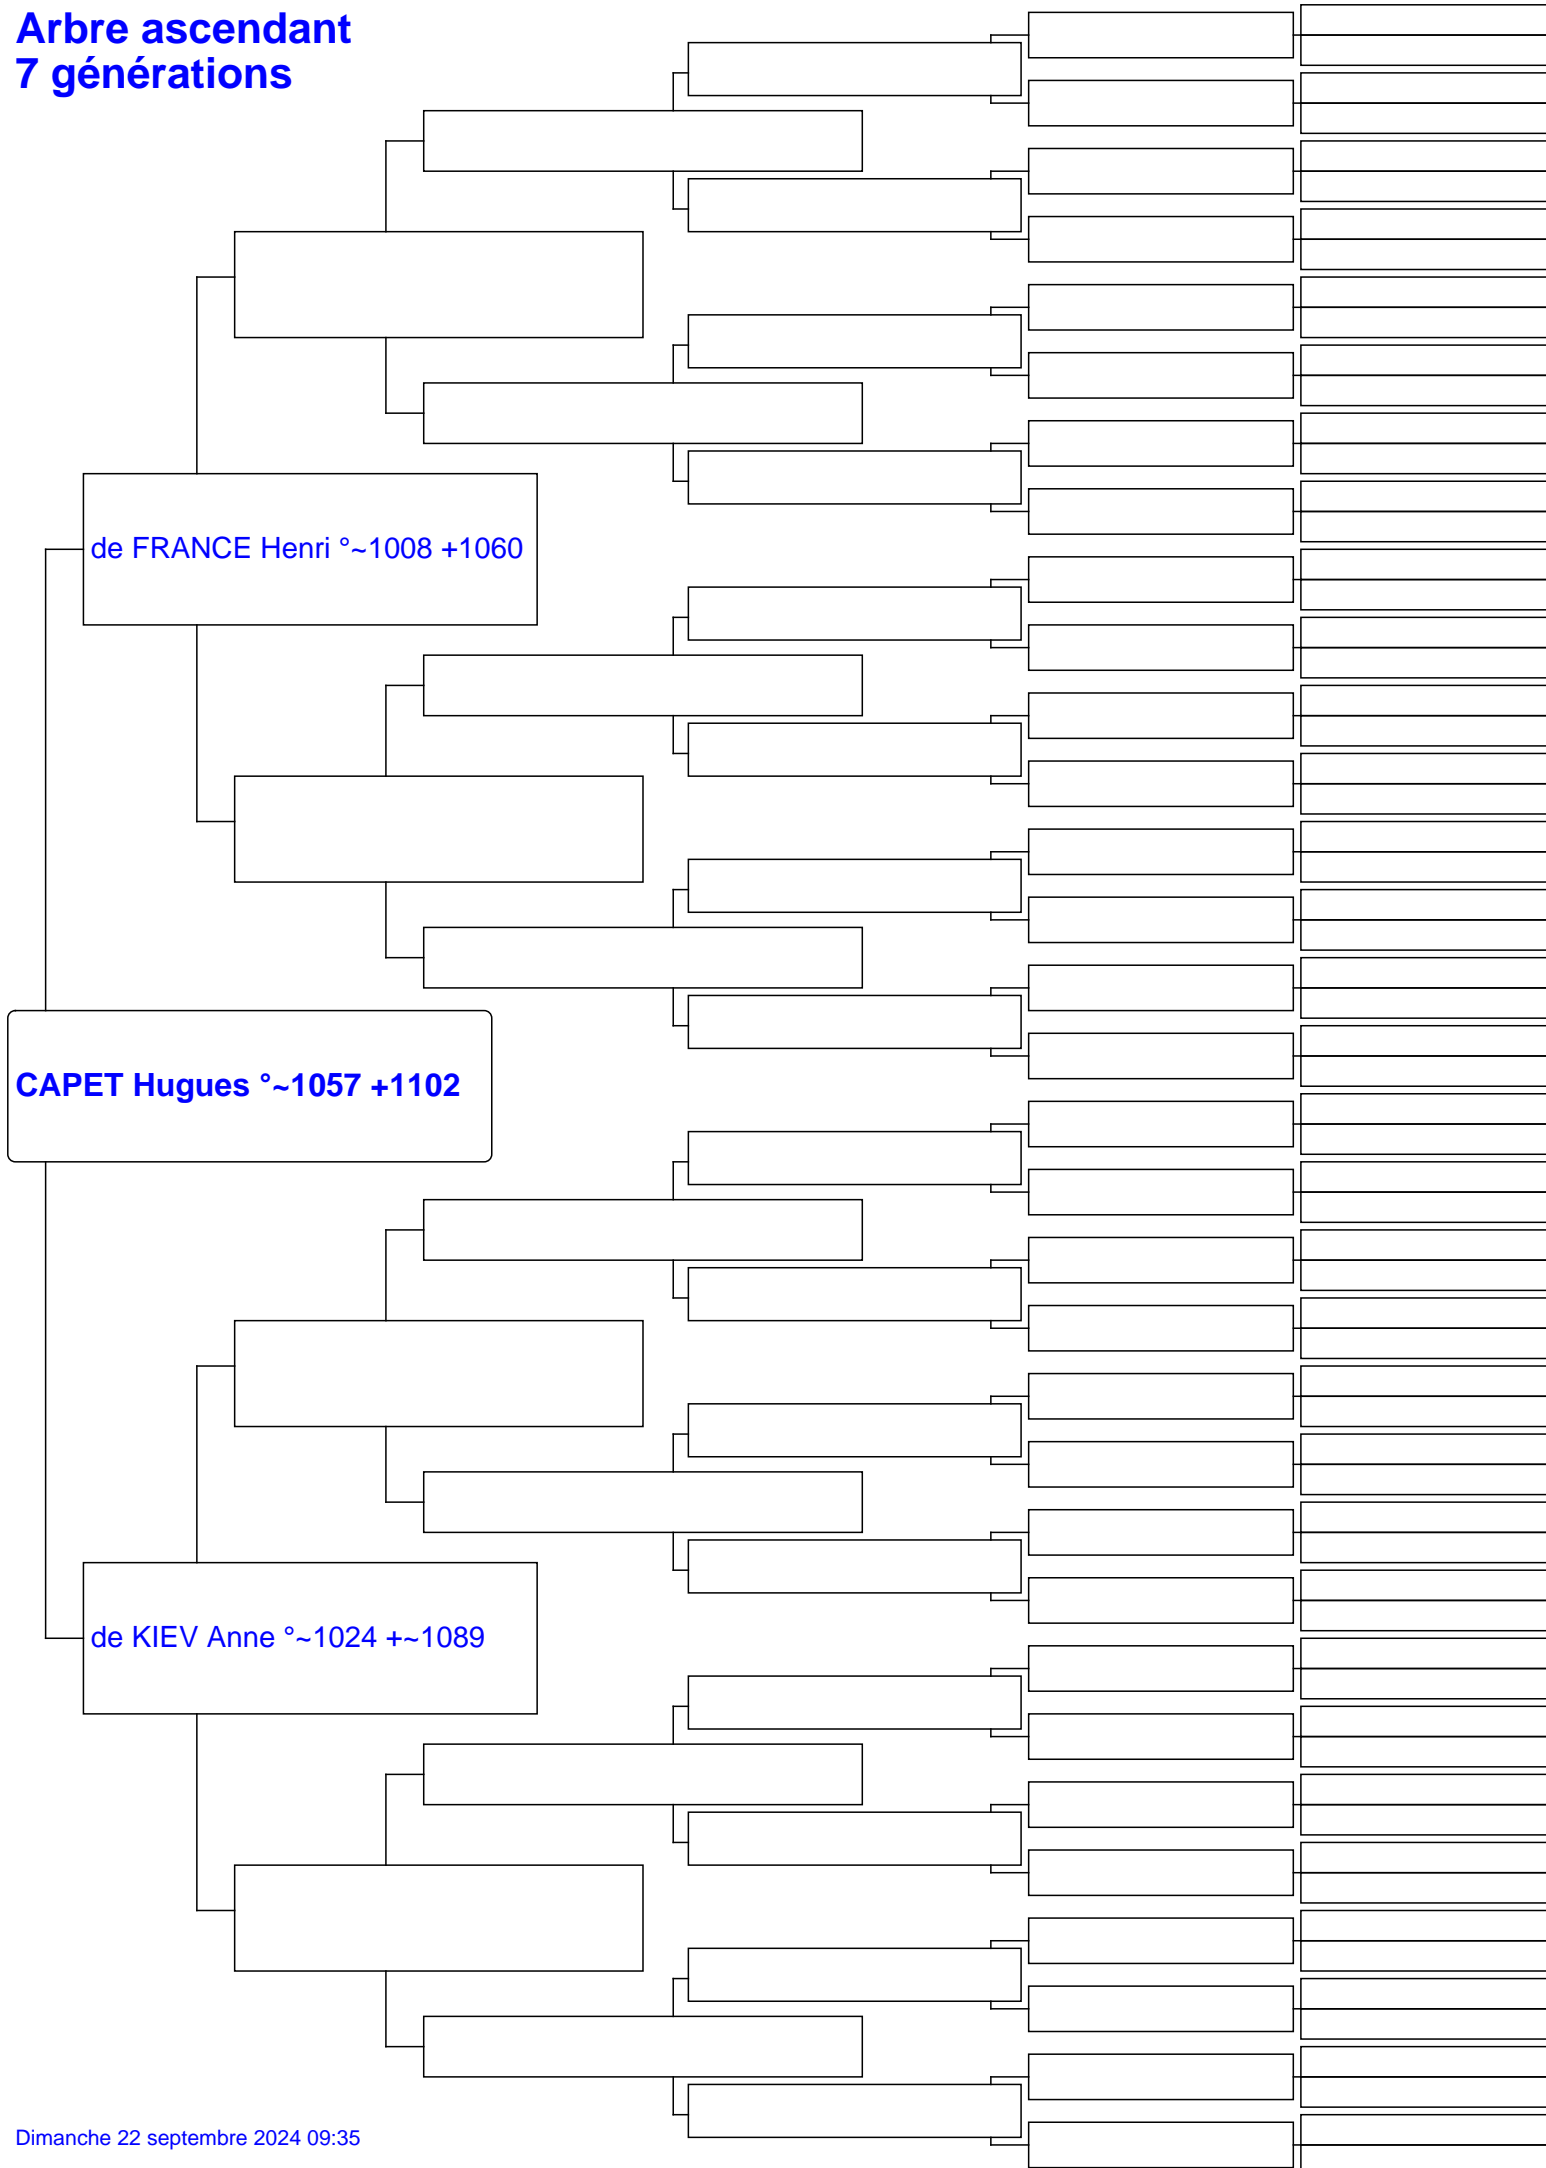 Arbre ascendant
7 générations
de FRANCE Henri °~1008 +1060
CAPET Hugues °~1057 +1102
de KIEV Anne °~1024 +~1089
Dimanche 22 septembre 2024 09:35